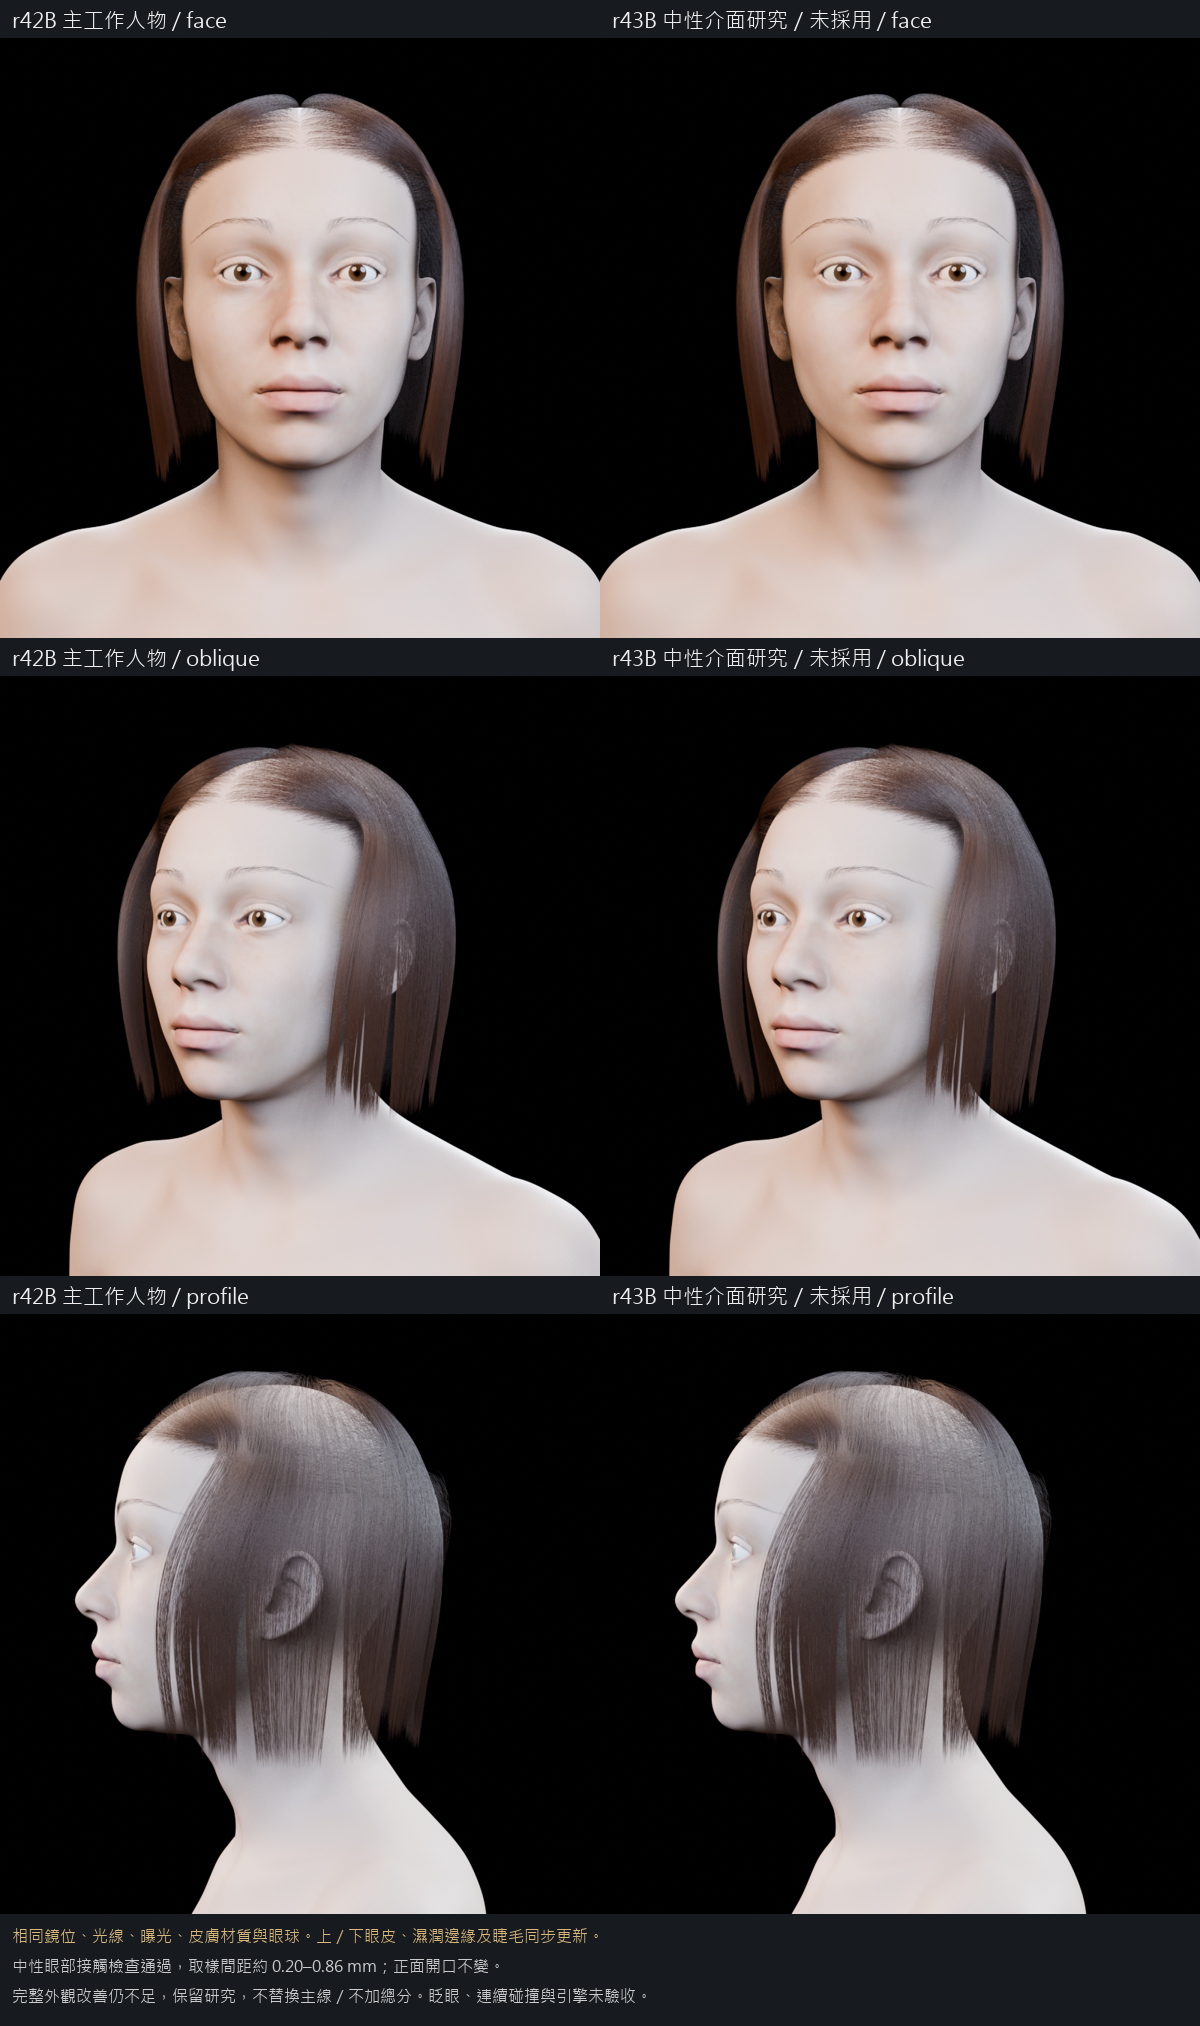 r42B 主工作人物 / face
r43B 中性介面研究 / 未採用 / face
r42B 主工作人物 / oblique
r43B 中性介面研究 / 未採用 / oblique
r42B 主工作人物 / profile
r43B 中性介面研究 / 未採用 / profile
相同鏡位、光線、曝光、皮膚材質與眼球。上 / 下眼皮、濕潤邊緣及睫毛同步更新。
中性眼部接觸檢查通過，取樣間距約 0.20–0.86 mm；正面開口不變。
完整外觀改善仍不足，保留研究，不替換主線 / 不加總分。眨眼、連續碰撞與引擎未驗收。